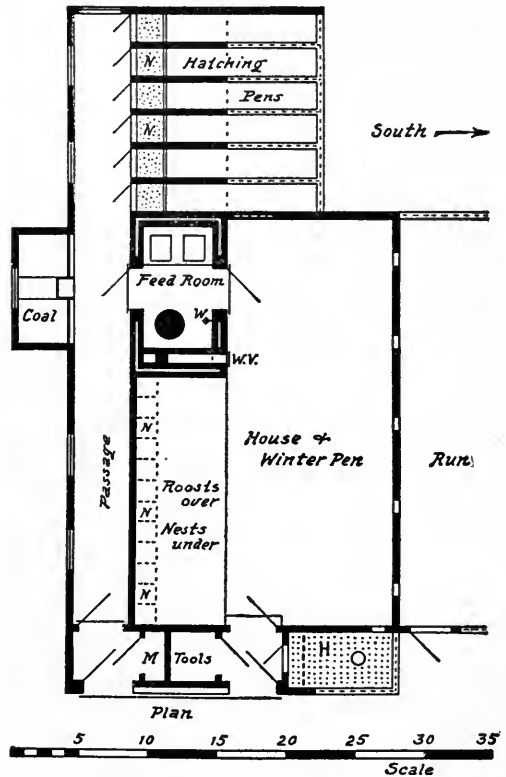 N
Hatching
Pens
N
South
Feed Room
W.
Coal
W.V.
Passage
House &
Winter Pen
Run
N
Roosts
over
N
Nests
under
N
M
Tools
H
Plan
5 10 15 20 25 30 35'
Scale